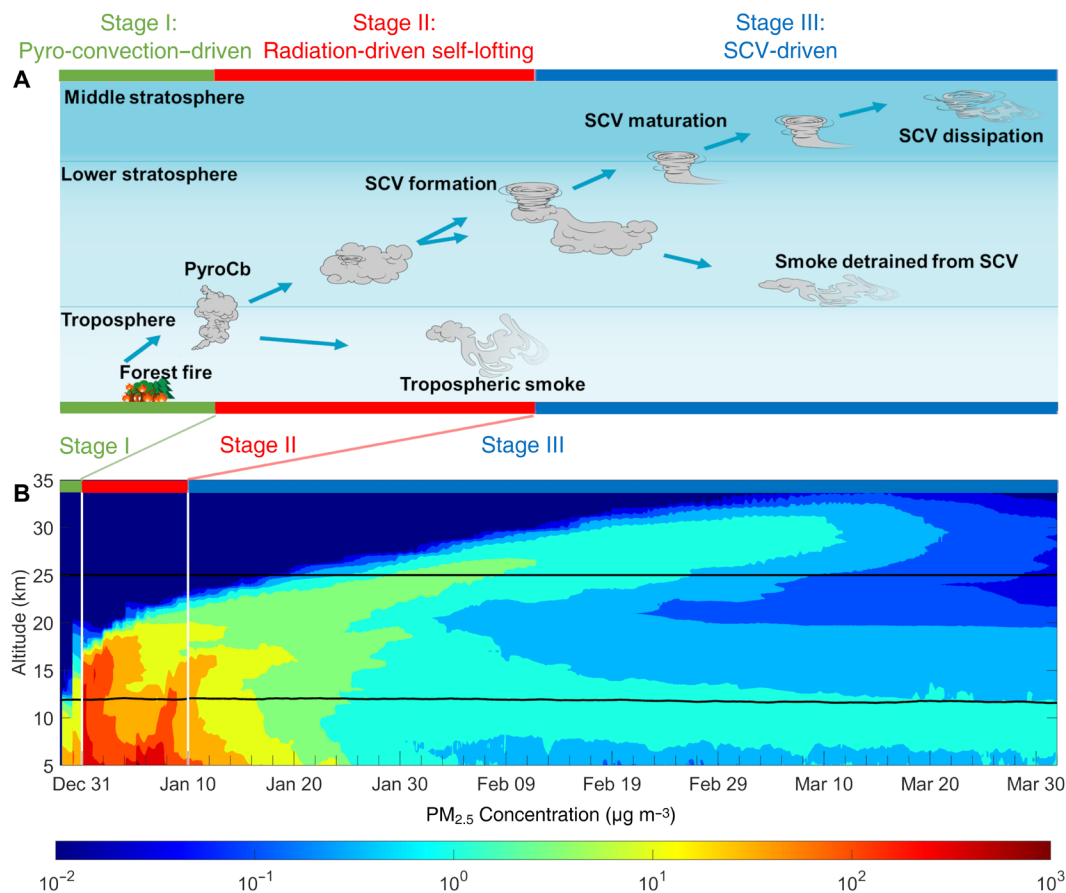 Stage I:
Pyro-convection–driven
Stage II:
Radiation-driven self-lofting
Stage III:
SCV-driven
A
Middle stratosphere
SCV maturation
SCV dissipation
Lower stratosphere
SCV formation
PyroCb
Smoke detrained from SCV
Troposphere
Forest fire
Tropospheric smoke
Stage I
Stage II
Stage III
B
35
30
25
20
15
10
5
Altitude (km)
Dec 31 Jan 10 Jan 20 Jan 30 Feb 09 Feb 19 Feb 29 Mar 10 Mar 20 Mar 30
PM2.5 Concentration (μg m–3)
10-2 10-1 100 101 102 103